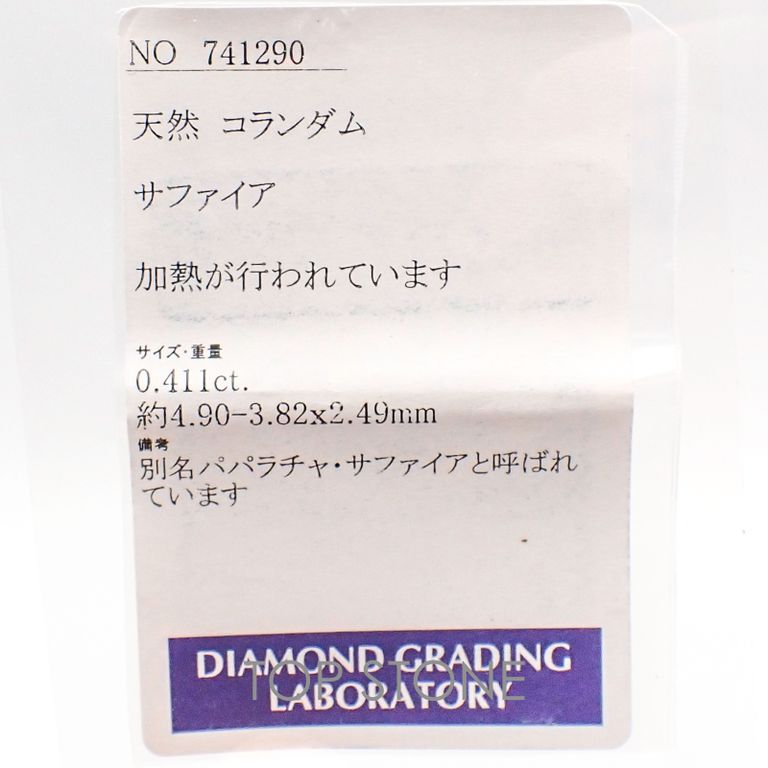 NO 741290
天然 コランダム
サファイア
加熱が行われています
サイズ・重量
0.411ct.
約4.90-3.82x2.49mm
備考
別名パパラチャ・サファイアと呼ばれ
ています
DIAMOND GRADING
TOP STONE
LABORATORY